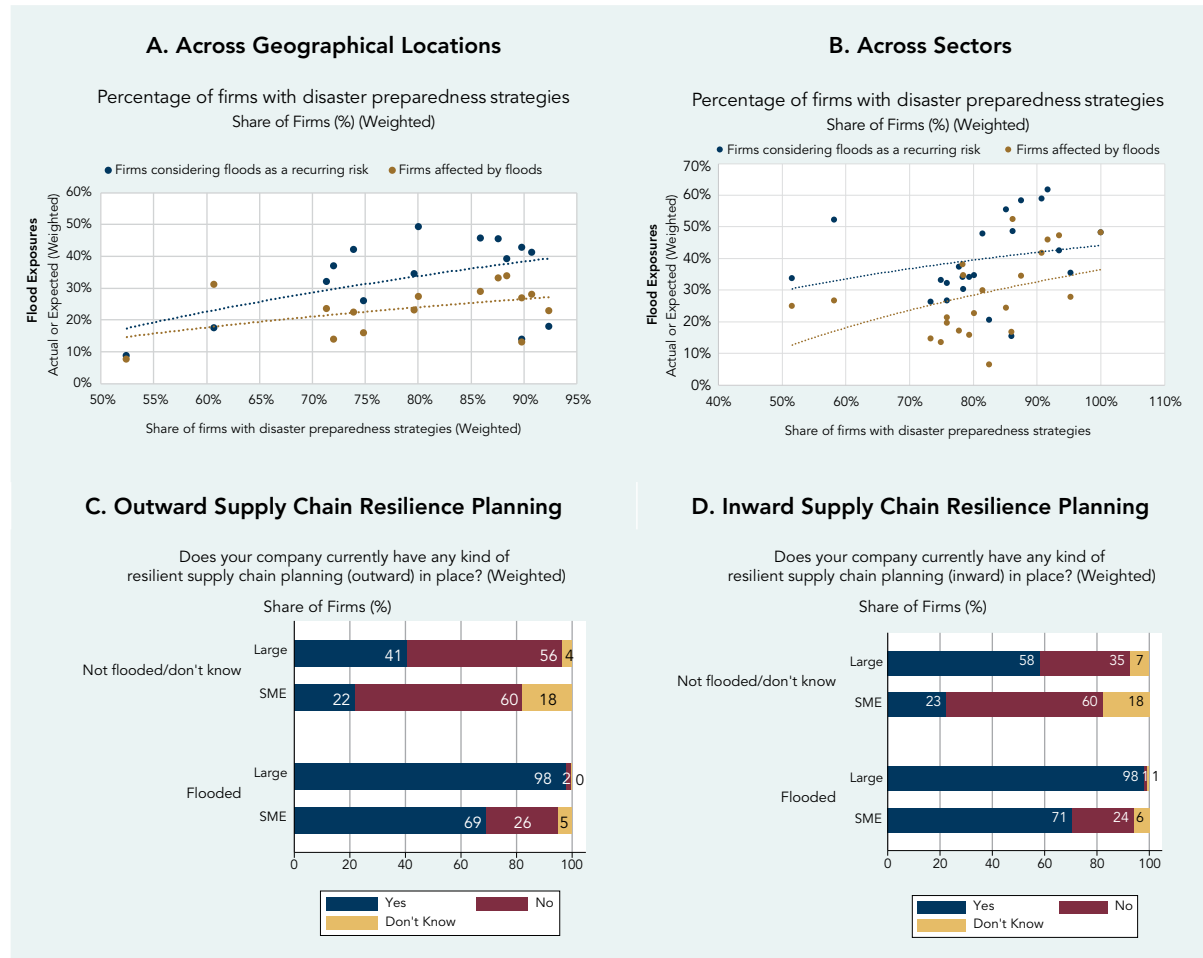 A. Across Geographical Locations
Percentage of firms with disaster preparedness strategies
Share of Firms (%) (Weighted)
Firms considering floods as a recurring risk
Firms affected by floods
Flood Exposures
Actual or Expected (Weighted)
60%
50%
40%
30%
20%
10%
0%
50% 55% 60% 65% 70% 75% 80% 85% 90% 95%
Share of firms with disaster preparedness strategies (Weighted)
B. Across Sectors
Percentage of firms with disaster preparedness strategies
Share of Firms (%) (Weighted)
Firms considering floods as a recurring risk
Firms affected by floods
Flood Exposures
Actual or Expected (Weighted)
70%
60%
50%
40%
30%
20%
10%
0%
40% 50% 60% 70% 80% 90% 100% 110%
Share of firms with disaster preparedness strategies
C. Outward Supply Chain Resilience Planning
Does your company currently have any kind of
resilient supply chain planning (outward) in place? (Weighted)
Share of Firms (%)
Not flooded/don't know
Large 41 56 4
SME 22 60 18
Flooded
Large 98 2 0
SME 69 26 5
0 20 40 60 80 100
Yes No
Don't Know
D. Inward Supply Chain Resilience Planning
Does your company currently have any kind of
resilient supply chain planning (inward) in place? (Weighted)
Share of Firms (%)
Not flooded/don't know
Large 58 35 7
SME 23 60 18
Flooded
Large 98 1 1
SME 71 24 6
0 20 40 60 80 100
Yes No
Don't Know